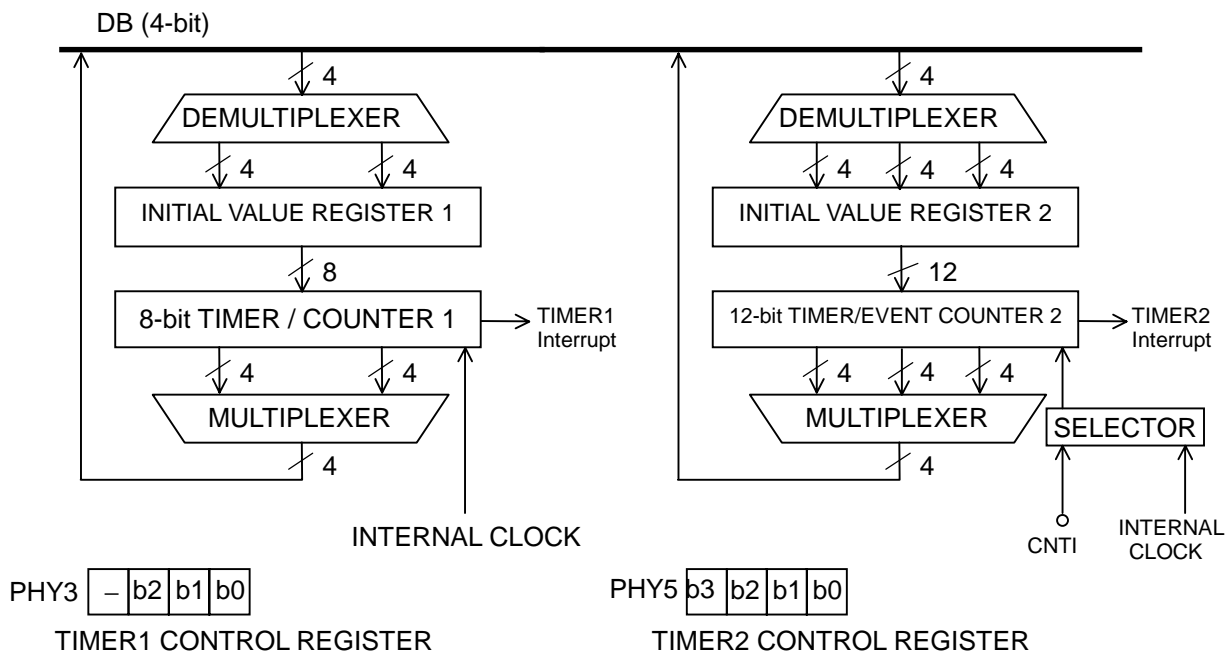 DB (4-bit)
4 4
DEMULTIPLEXER DEMULTIPLEXER
4 4 4 4 4
INITIAL VALUE REGISTER 1 INITIAL VALUE REGISTER 2
8 12
8-bit TIMER / COUNTER 1 TIMER1 12-bit TIMER/EVENT COUNTER 2 TIMER2
Interrupt Interrupt
4 4 4 4 4
MULTIPLEXER MULTIPLEXER
SELECTOR
4 4
INTERNAL CLOCK CNTI INTERNAL
CLOCK
PHY3 – b2 b1 b0 PHY5 b3 b2 b1 b0
TIMER1 CONTROL REGISTER TIMER2 CONTROL REGISTER